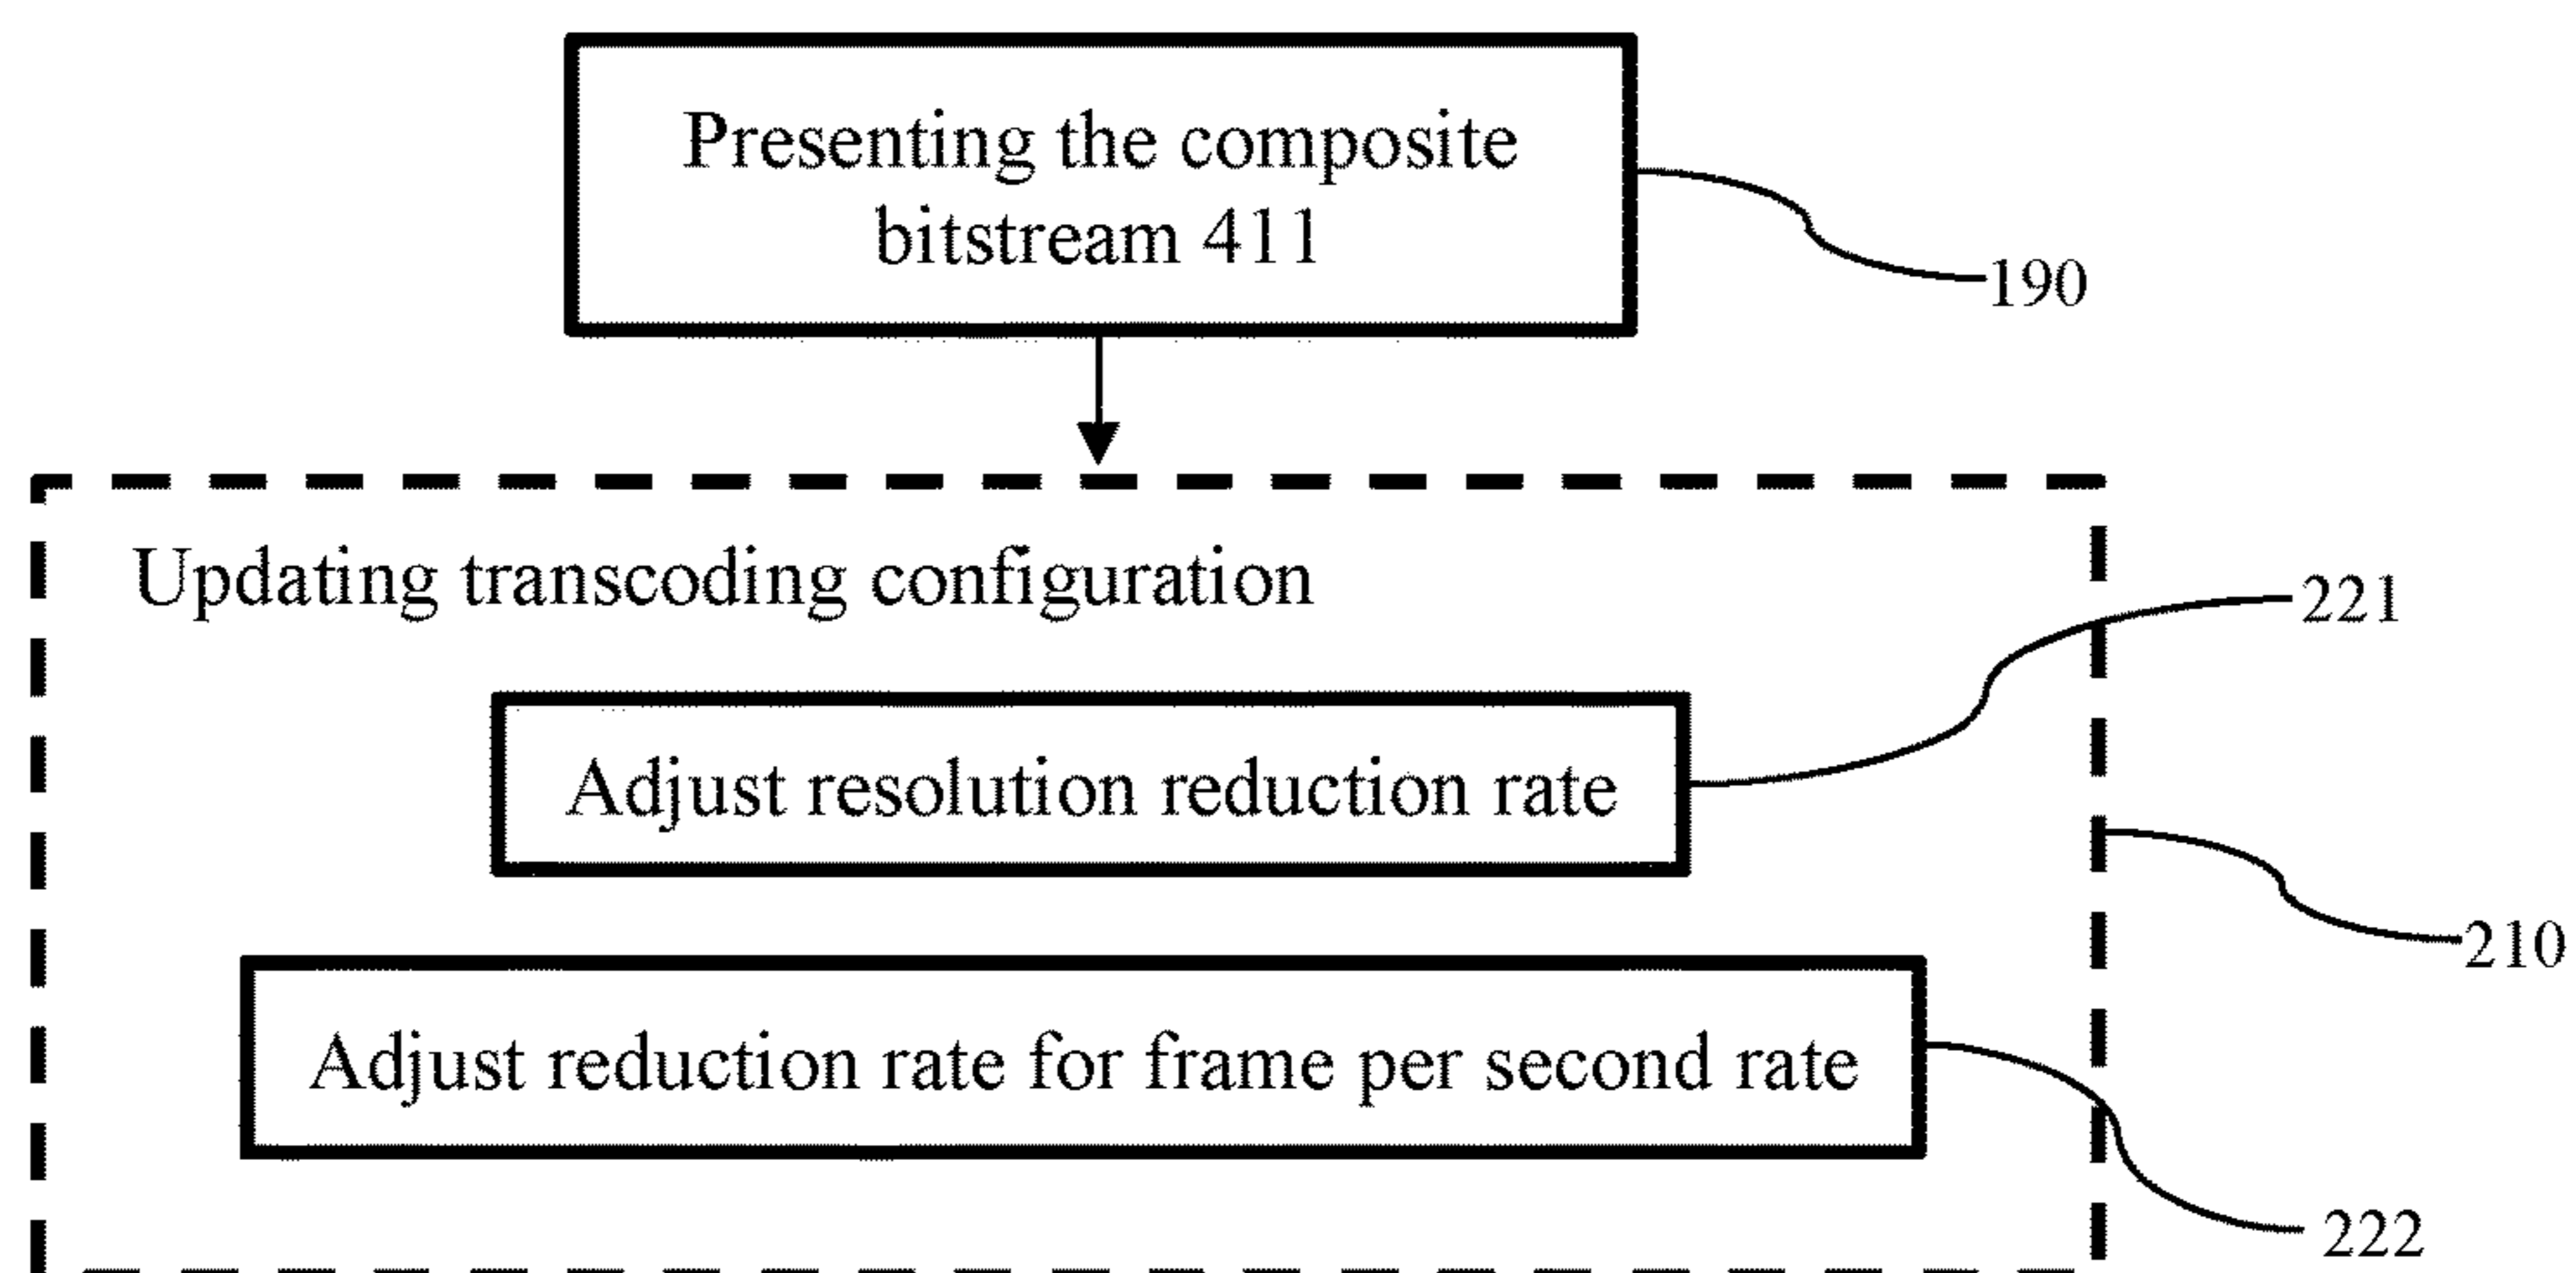 Presenting the composite
bitstream 411
190
Updating transcoding configuration
221
Adjust resolution reduction rate
210
Adjust reduction rate for frame per second rate
222